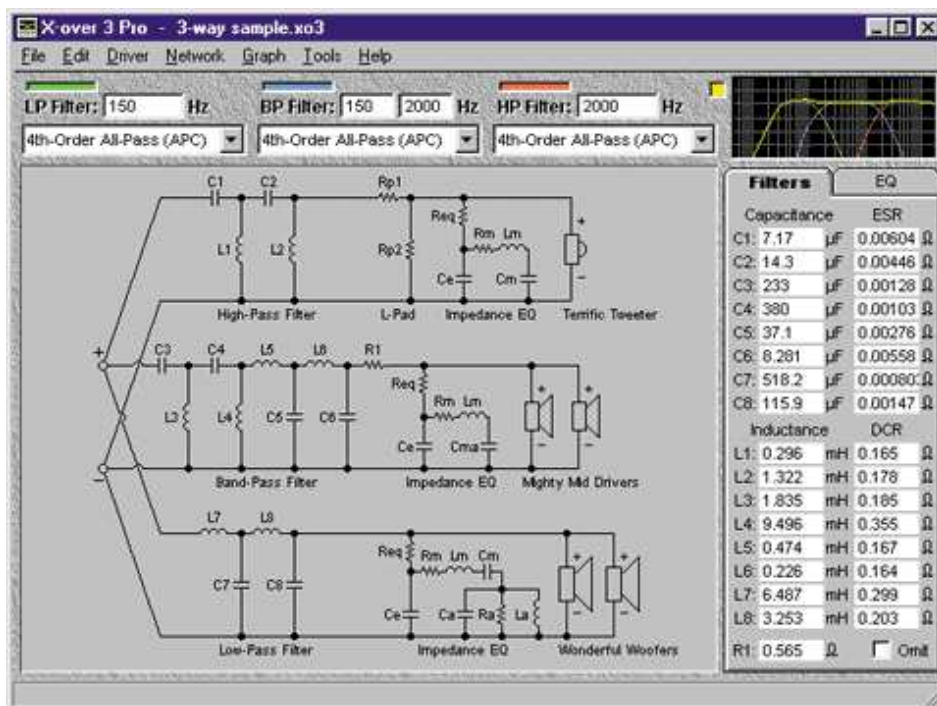 X-over 3 Pro - 3-way sample.xo3
File Edit Driver Network Graph Tools Help
LP Filter: 150 Hz
BP Filter: 150 2000 Hz
HP Filter: 2000 Hz
4th-Order All-Pass (APC)
4th-Order All-Pass (APC)
4th-Order All-Pass (APC)
C1 C2 Rp1
Req
Rm Lm
+
L1 L2 Rp2
Ce Cm
-
High-Pass Filter L-Pad Impedance EQ Terrific Tweeter
+
-
C3 C4 L5 L8 R1
Req
Rm Lm
+ +
L3 L4 C5 C6
Ce Cma
- -
Band-Pass Filter Impedance EQ Mighty Mid Drivers
L7 L8
Req
Rm Lm Cm
+ +
C7 C8
Ce Ca Ra La
- -
Low-Pass Filter Impedance EQ Wonderful Woofers
Filters EQ
Capacitance ESR
C1: 7.17 µF 0.00604 Ω
C2: 14.3 µF 0.00446 Ω
C3: 233 µF 0.00128 Ω
C4: 380 µF 0.00103 Ω
C5: 37.1 µF 0.00276 Ω
C6: 8.281 µF 0.00558 Ω
C7: 518.2 µF 0.00080 Ω
C8: 115.9 µF 0.00147 Ω
Inductance DCR
L1: 0.296 mH 0.165 Ω
L2: 1.322 mH 0.178 Ω
L3: 1.835 mH 0.185 Ω
L4: 9.496 mH 0.355 Ω
L5: 0.474 mH 0.167 Ω
L6: 0.226 mH 0.164 Ω
L7: 6.487 mH 0.299 Ω
L8: 3.253 mH 0.203 Ω
R1: 0.565 Ω Omit